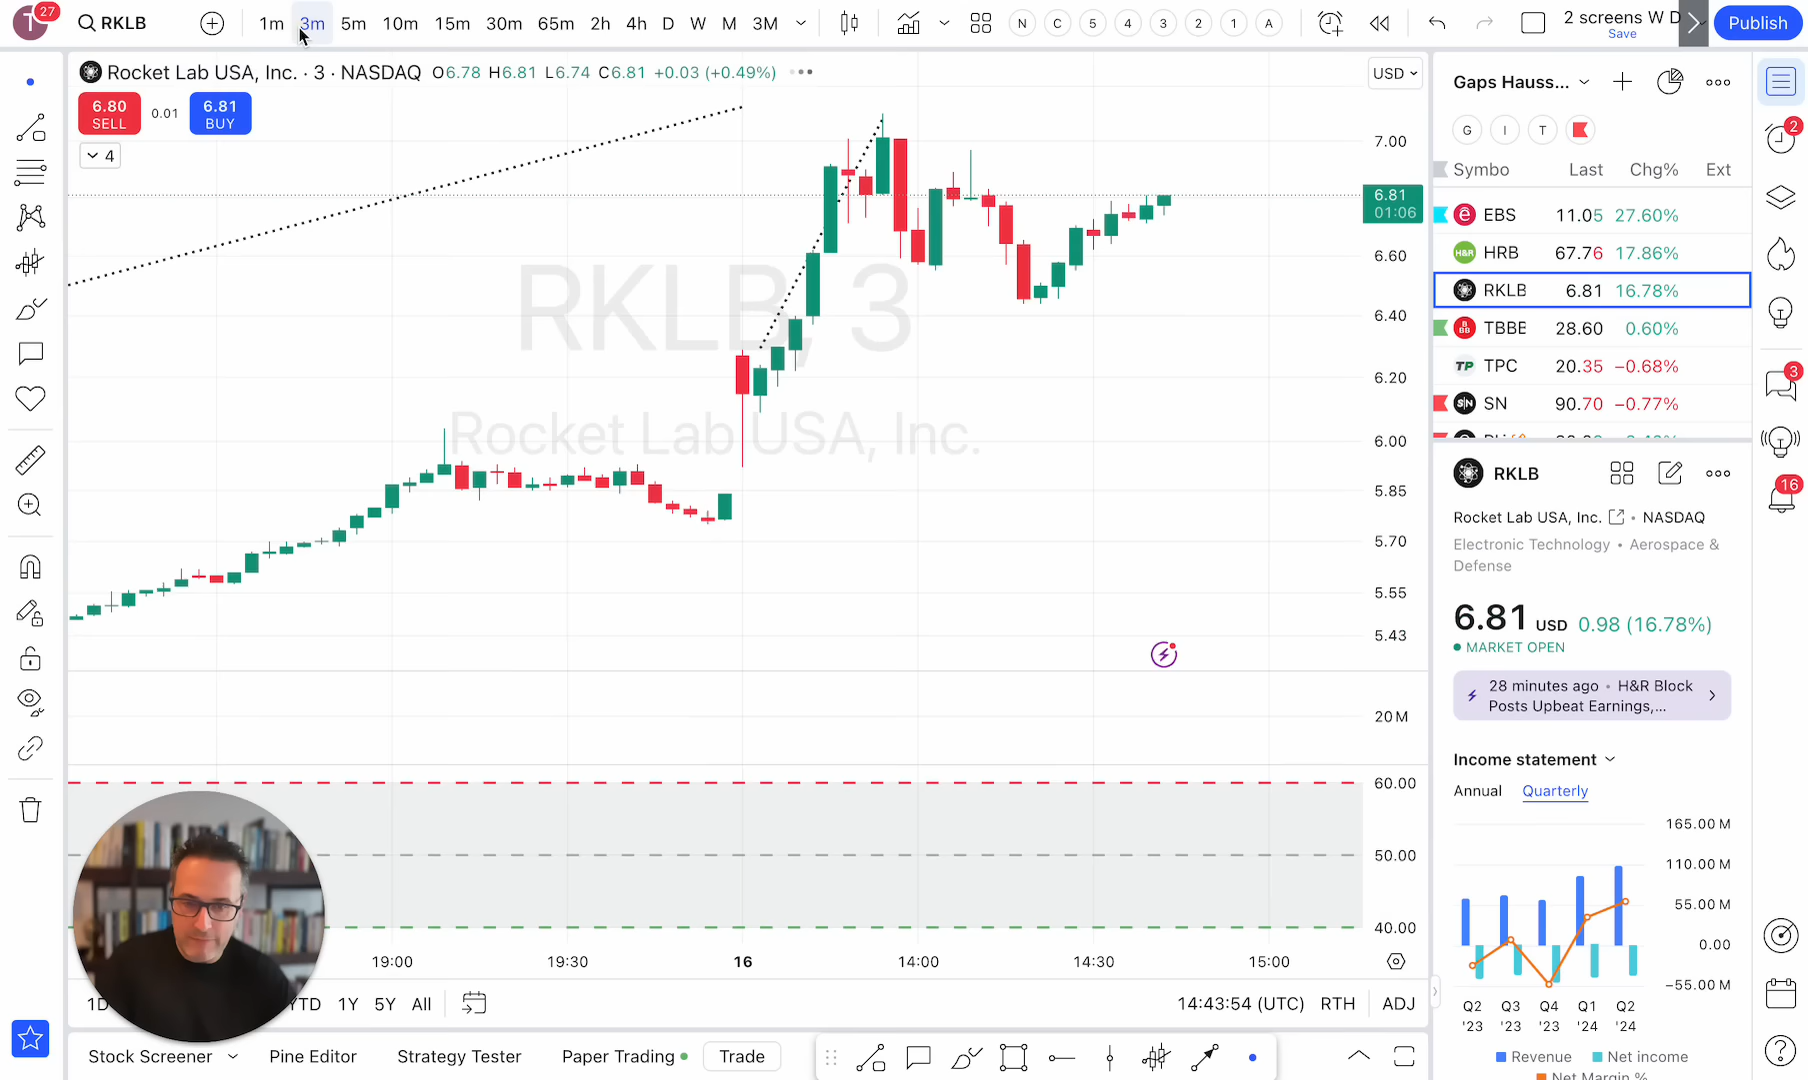 T 27 RKLB 1m 3m 5m 10m 15m 30m 65m 2h 4h D W M 3M N C 5 4 3 2 1 A 2 screens W D Save Publish
Rocket Lab USA, Inc. · 3 · NASDAQ O6.78 H6.81 L6.74 C6.81 +0.03 (+0.49%) USD
6.80 SELL 0.01 6.81 BUY
4
RKLB, 3
Rocket Lab USA, Inc.
7.00
6.81
01:06
6.60
6.40
6.20
6.00
5.85
5.70
5.55
5.43
20 M
60.00
50.00
40.00
19:00 19:30 16 14:00 14:30 15:00
1D YTD 1Y 5Y All 14:43:54 (UTC) RTH ADJ
Stock Screener Pine Editor Strategy Tester Paper Trading Trade
Gaps Hauss...
G I T
Symbo Last Chg% Ext
EBS 11.05 27.60%
HRB 67.76 17.86%
RKLB 6.81 16.78%
TBBB 28.60 0.60%
TPC 20.35 −0.68%
SN 90.70 −0.77%
RKLB
Rocket Lab USA, Inc. • NASDAQ
Electronic Technology • Aerospace &
Defense
6.81 USD 0.98 (16.78%)
MARKET OPEN
28 minutes ago • H&R Block
Posts Upbeat Earnings,...
Income statement
Annual Quarterly
165.00 M
110.00 M
55.00 M
0.00
−55.00 M
Q2 Q3 Q4 Q1 Q2
'23 '23 '23 '24 '24
Revenue Net income
Net Margin %
2
3
16